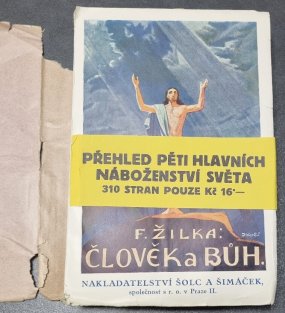 PŘEHLED PĚTI HLAVNÍCH
NÁBOŽENSTVÍ SVĚTA
310 STRAN POUZE Kč 16·—
F. ŽILKA:
ČLOVĚK a BŮH.
NAKLADATELSTVÍ ŠOLC A ŠIMÁČEK,
společnost s r. o. v Praze II.